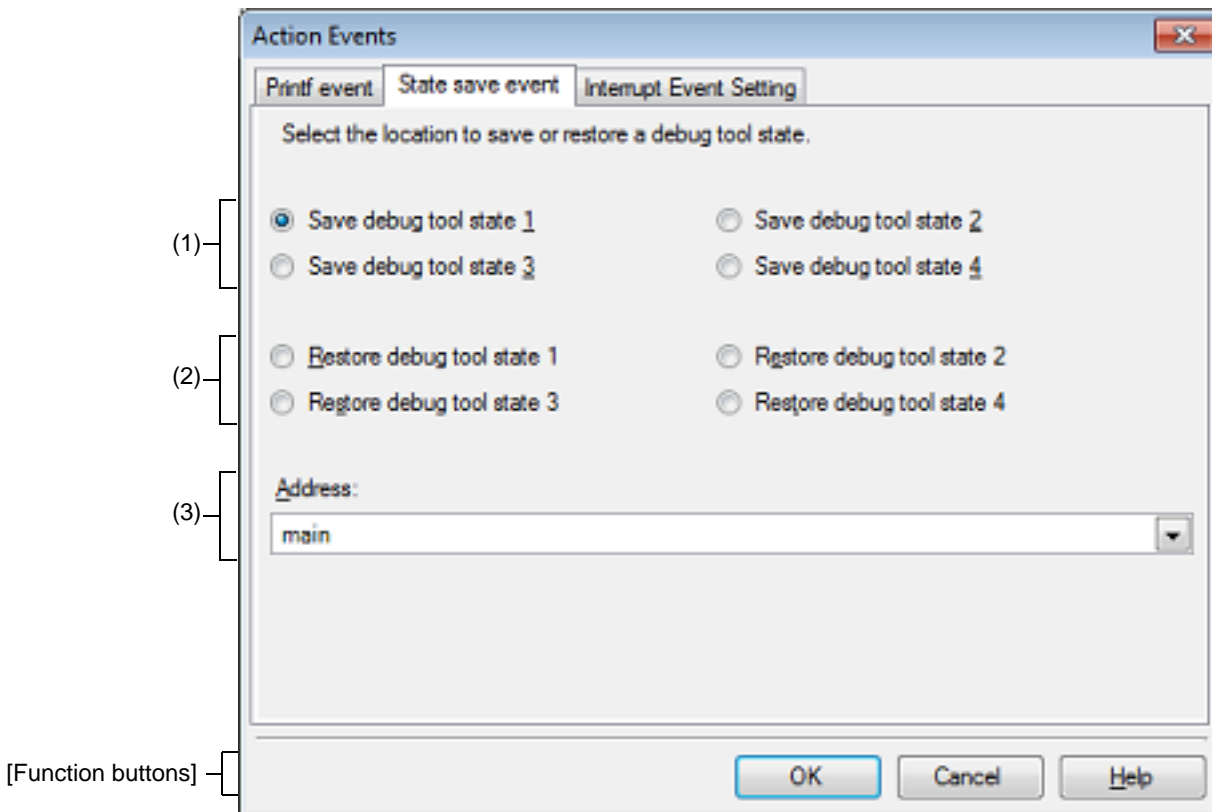 Action Events
Printf event State save event Interrupt Event Setting
Select the location to save or restore a debug tool state.
(1)
Save debug tool state 1 Save debug tool state 2
Save debug tool state 3 Save debug tool state 4
(2)
Restore debug tool state 1 Restore debug tool state 2
Restore debug tool state 3 Restore debug tool state 4
(3)
Address:
main
[Function buttons]
OK Cancel Help